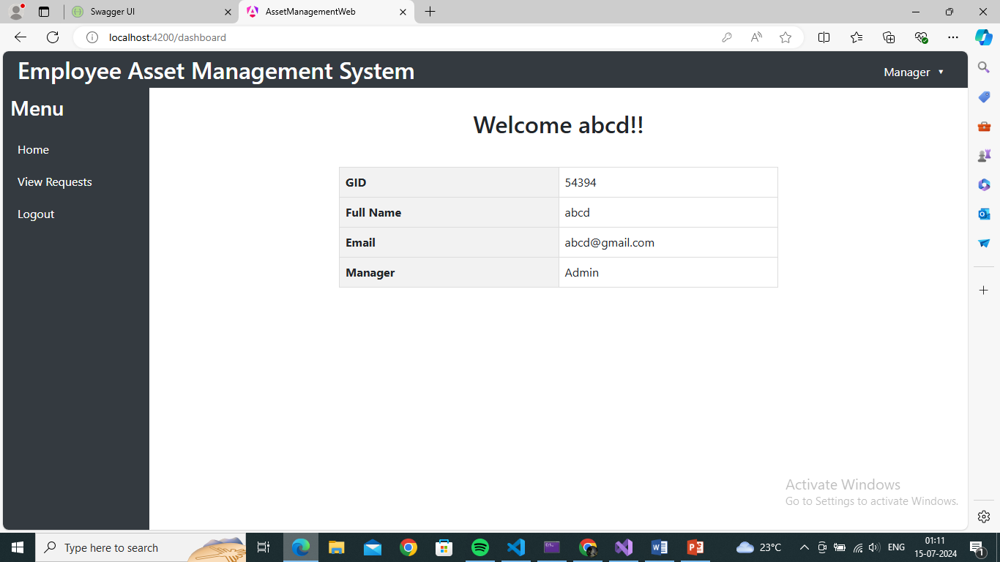 Swagger UI
AssetManagementWeb
localhost:4200/dashboard
Employee Asset Management System
Manager
Menu
Home
View Requests
Logout
Welcome abcd!!
GID 54394
Full Name abcd
Email abcd@gmail.com
Manager Admin
Activate Windows
Go to Settings to activate Windows.
Type here to search
23°C
ENG
01:11
15-07-2024
1